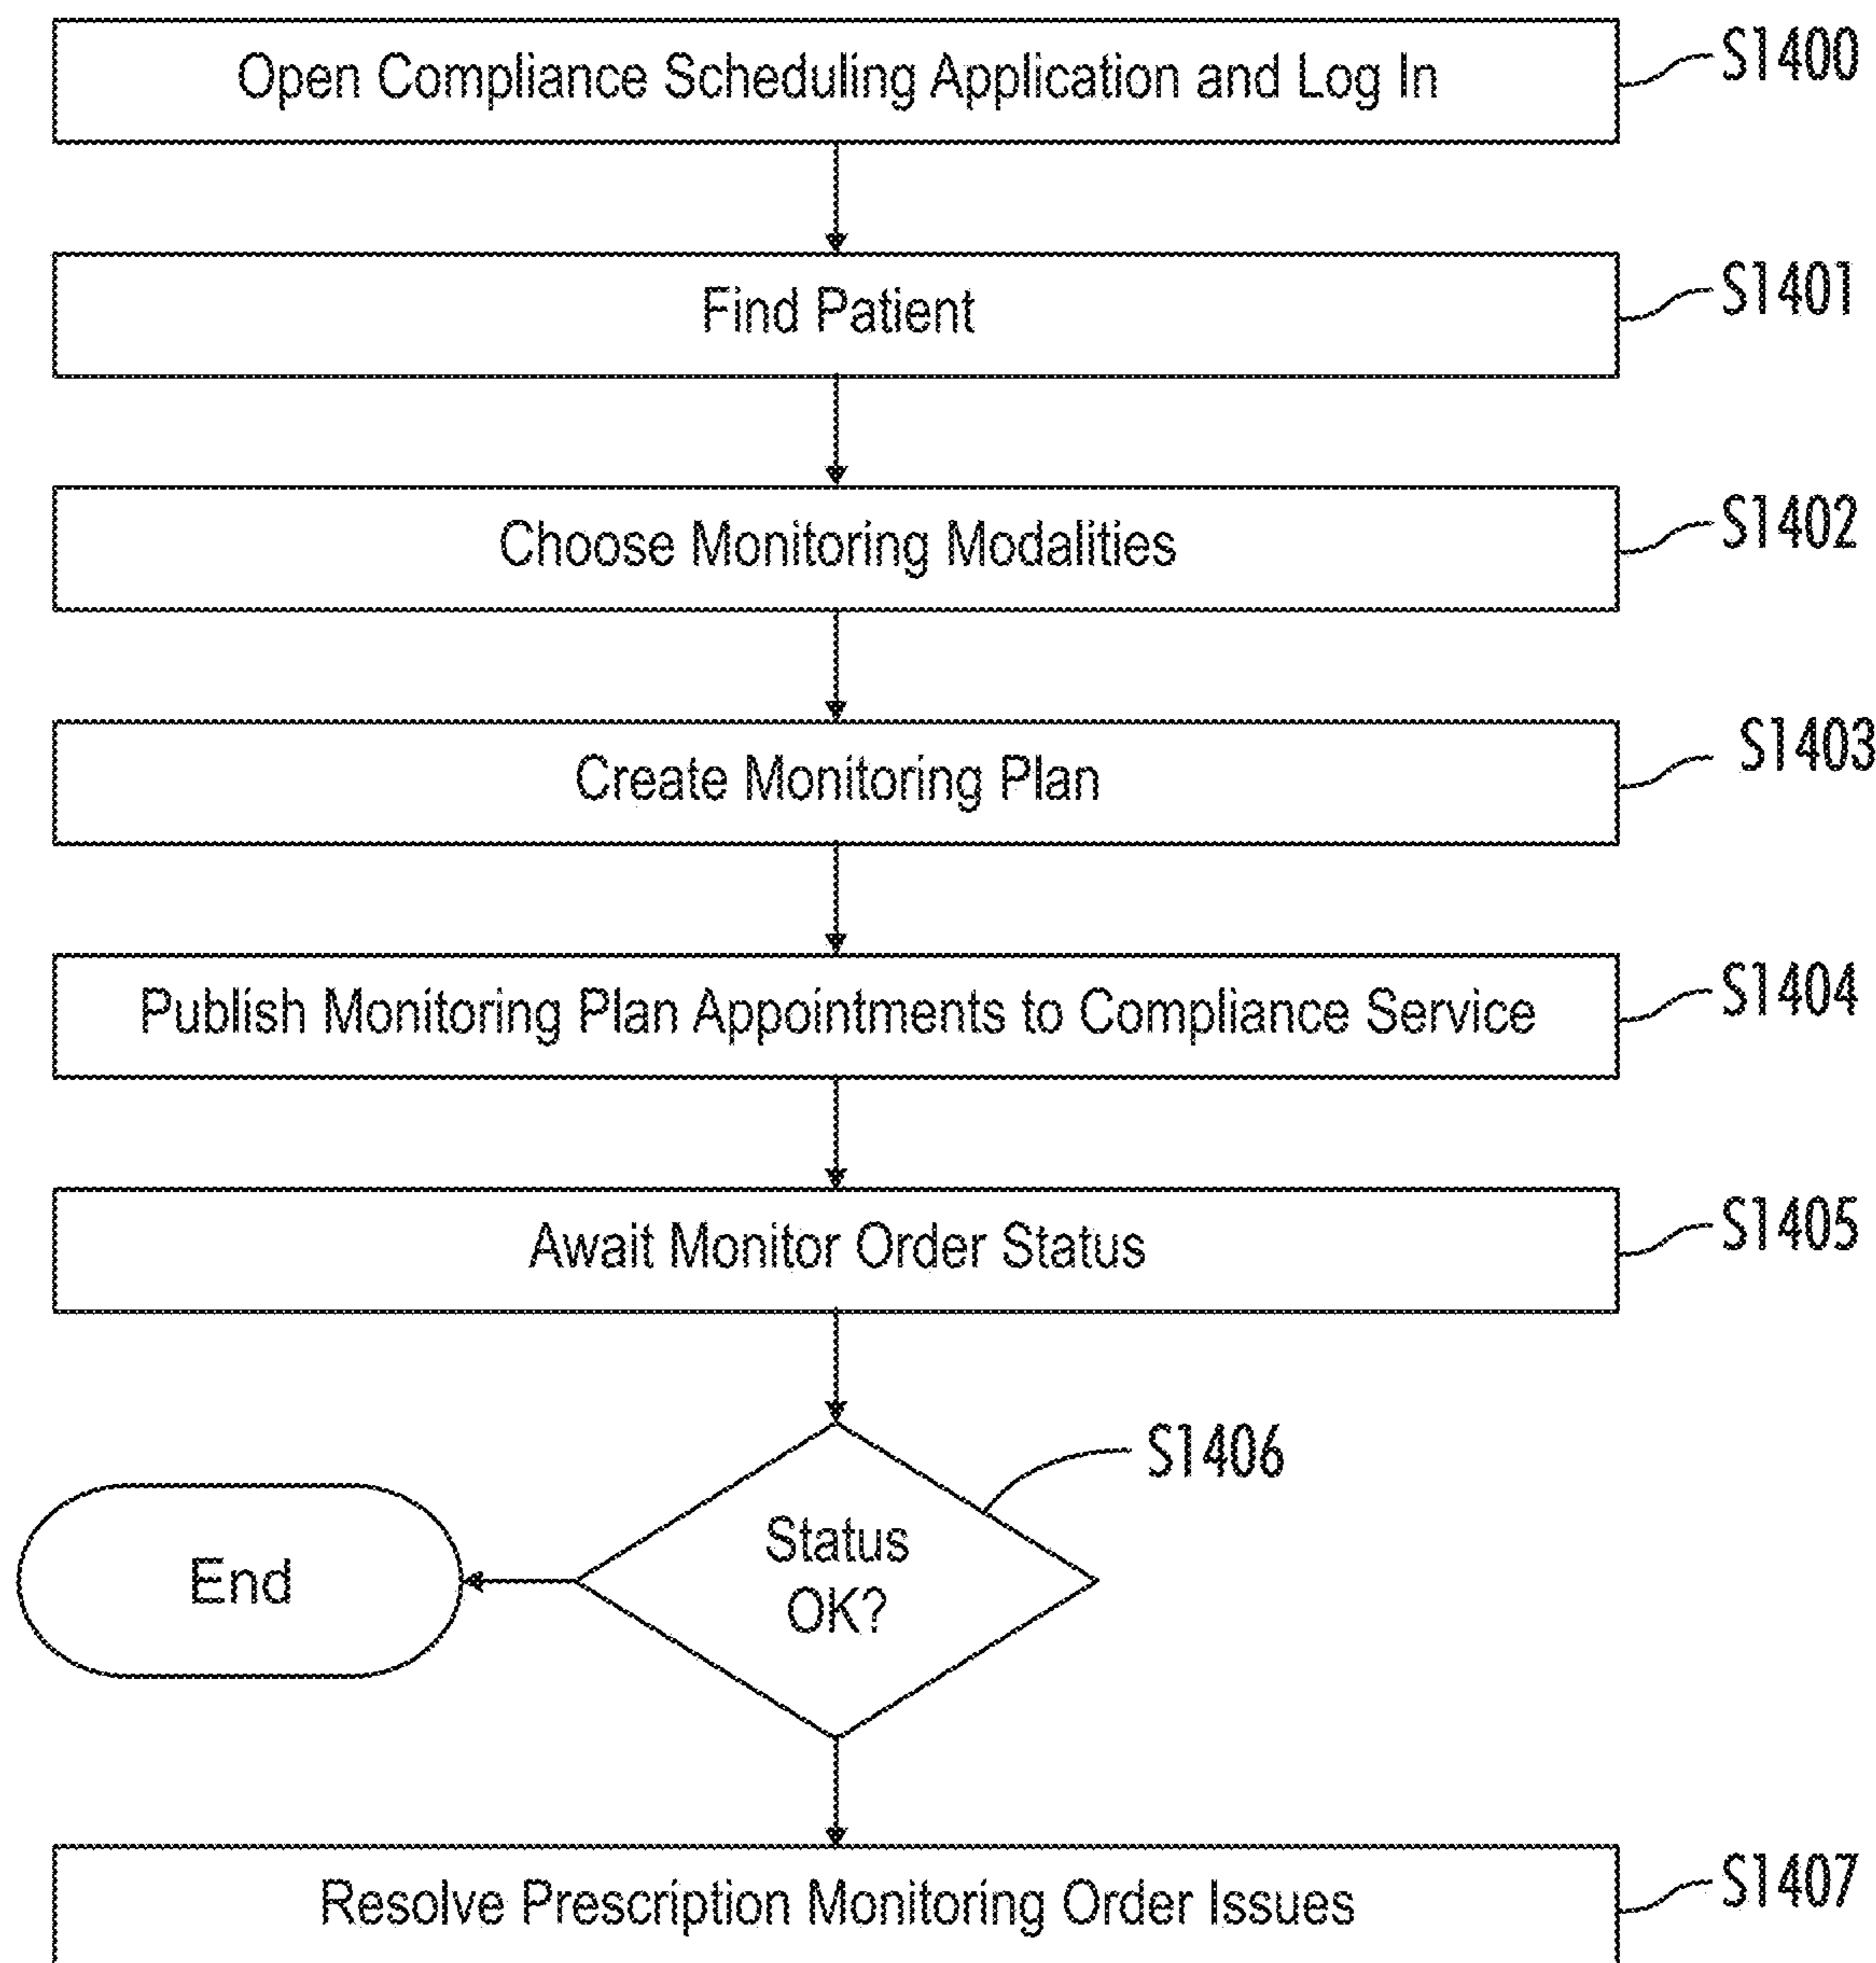 Open Compliance Scheduling Application and Log In
S1400
Find Patient
S1401
Choose Monitoring Modalities
S1402
Create Monitoring Plan
S1403
Publish Monitoring Plan Appointments to Compliance Service
S1404
Await Monitor Order Status
S1405
S1406
Status
OK?
End
Resolve Prescription Monitoring Order Issues
S1407